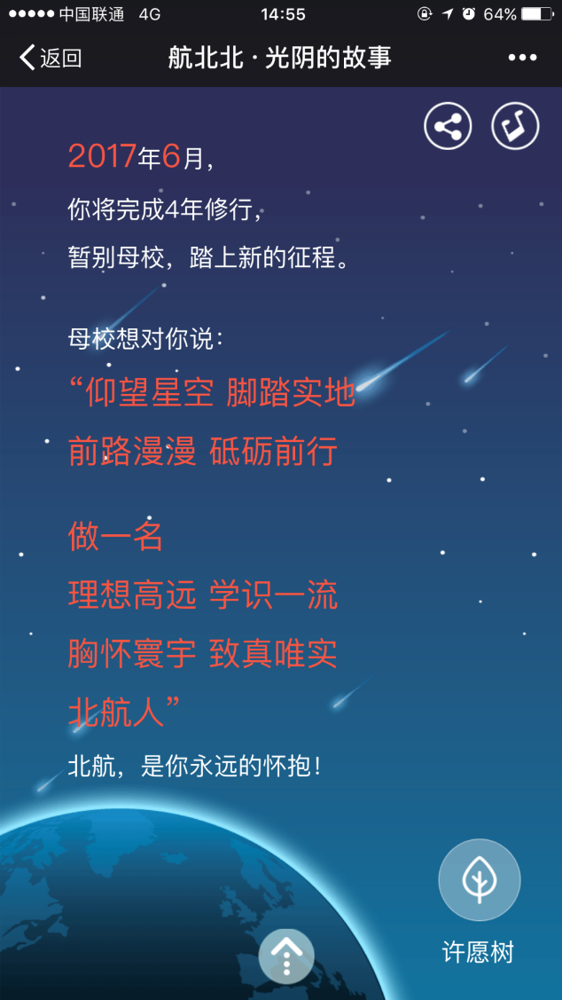 中国联通 4G 14:55 64%
返回 航北北·光阴的故事
2017年6月，
你将完成4年修行，
暂别母校，踏上新的征程。
母校想对你说：
“仰望星空 脚踏实地
前路漫漫 砥砺前行
做一名
理想高远 学识一流
胸怀寰宇 致真唯实
北航人”
北航，是你永远的怀抱！
许愿树